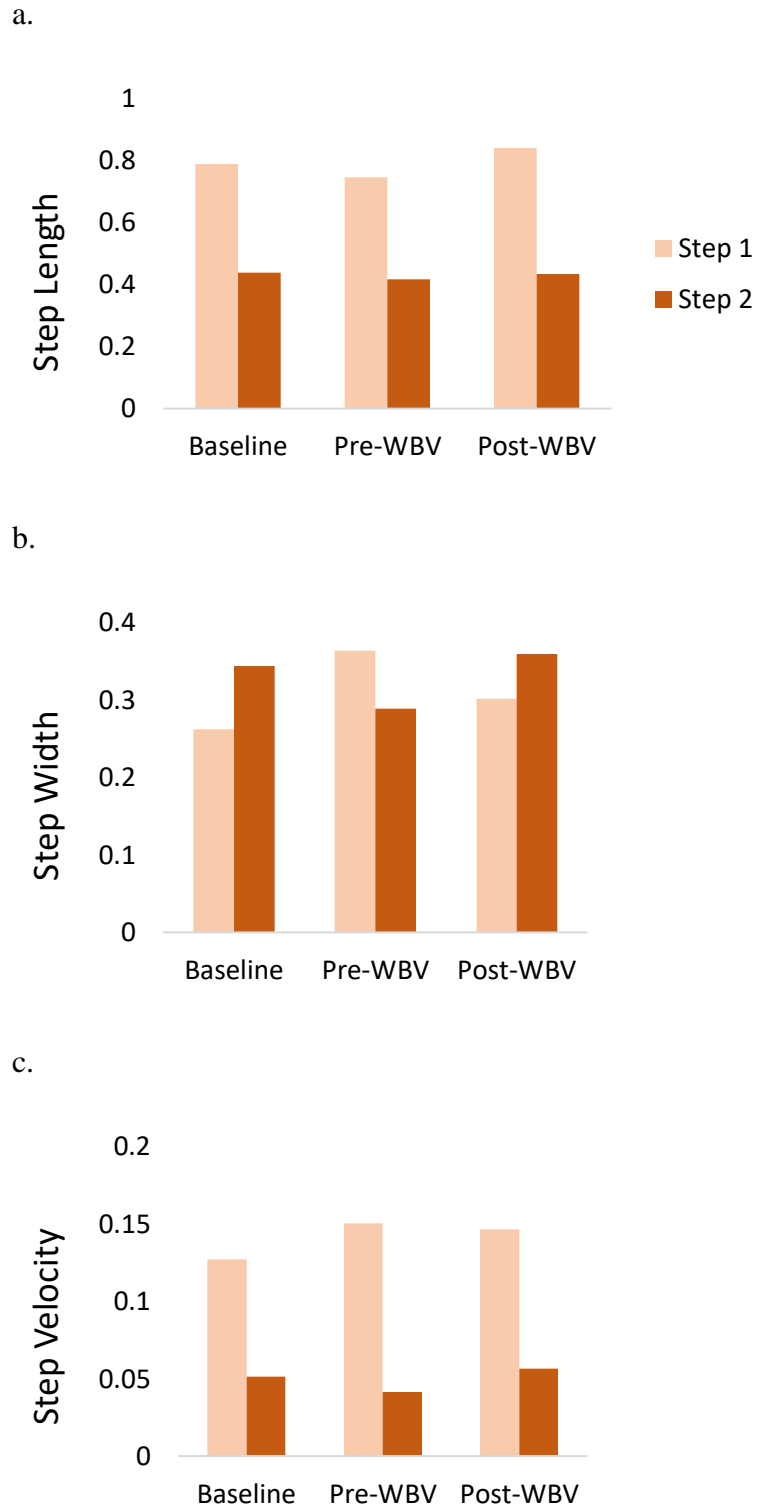 a.
1
0.8
0.6
0.4
0.2
0
Step Length
Baseline Pre-WBV Post-WBV
Step 1
Step 2
b.
0.4
0.3
0.2
0.1
0
Step Width
Baseline Pre-WBV Post-WBV
c.
0.2
0.15
0.1
0.05
0
Step Velocity
Baseline Pre-WBV Post-WBV